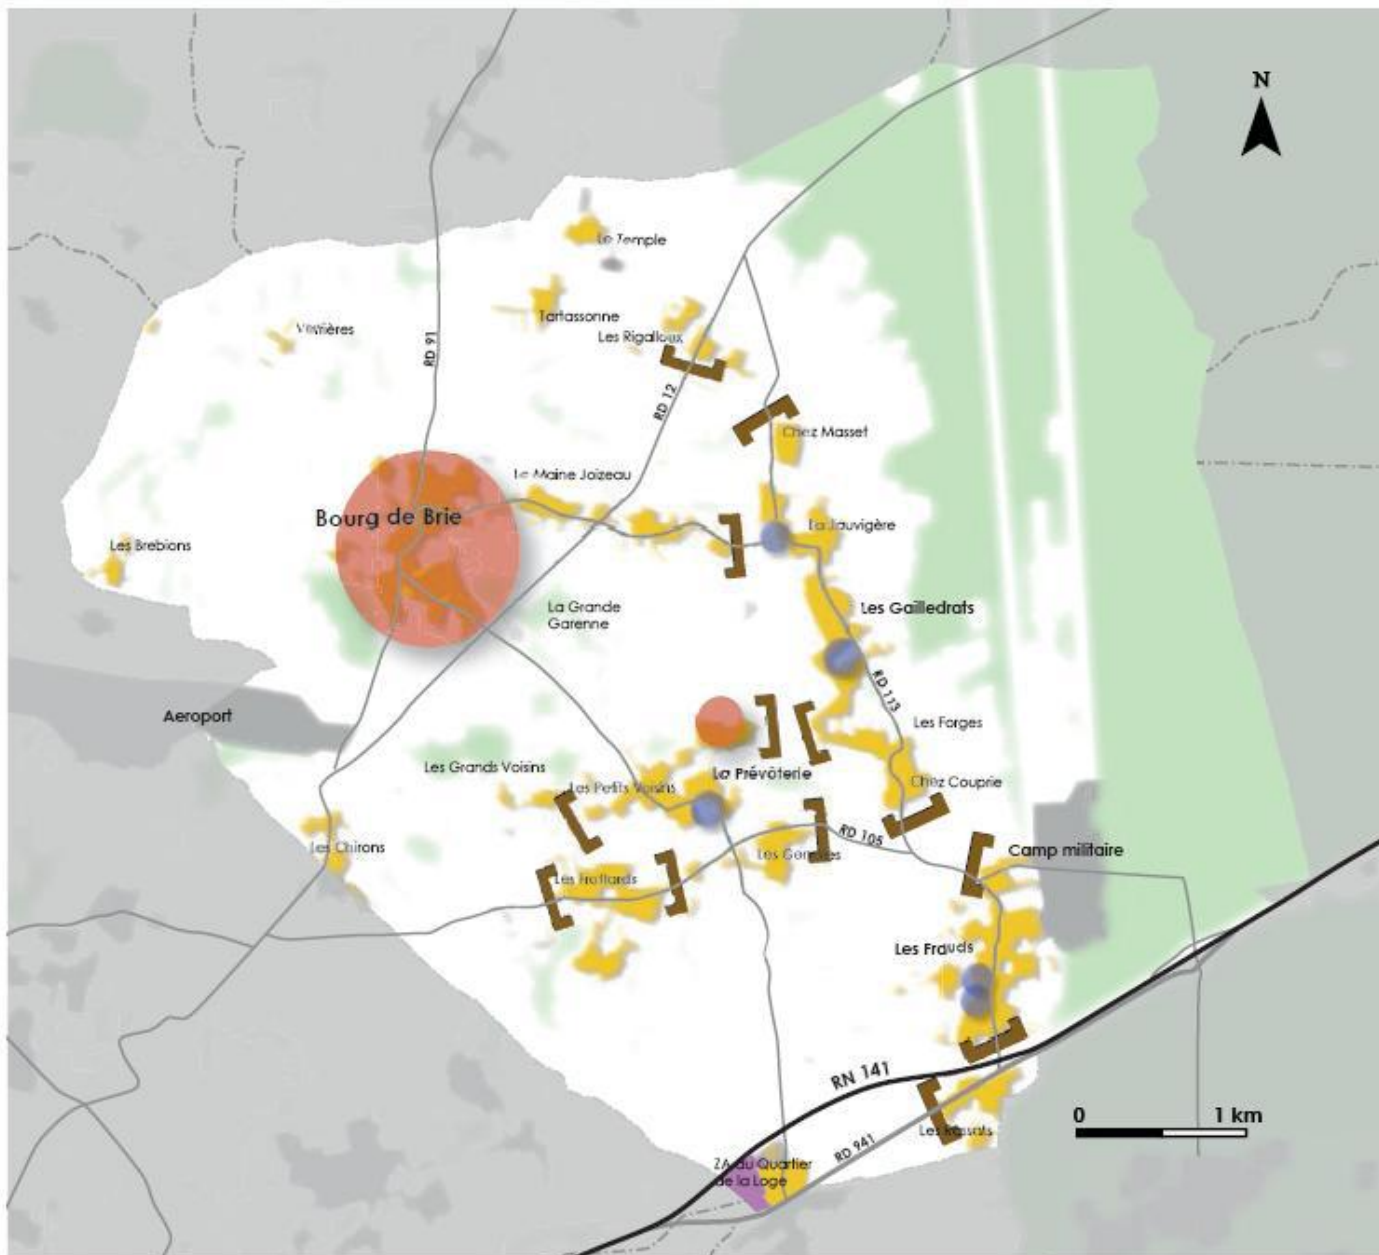 N
Le Temple
Tartassonne
Verrières
Les Rigalloux
RD 91
RD 12
Chez Masset
Le Maine Joizeau
Bourg de Brie
La Jauvigère
Les Brebions
La Grande
Garenne
Les Gailledrats
RD 113
Aeroport
Les Forges
Les Grands Voisins
La Prévôterie
Les Petits Voisins
Chez Couprie
RD 105
Les Chirons
Camp militaire
Les Frottards
Les Frauds
RN 141
0 1 km
RD 941
ZA du Quartier
de la Loge